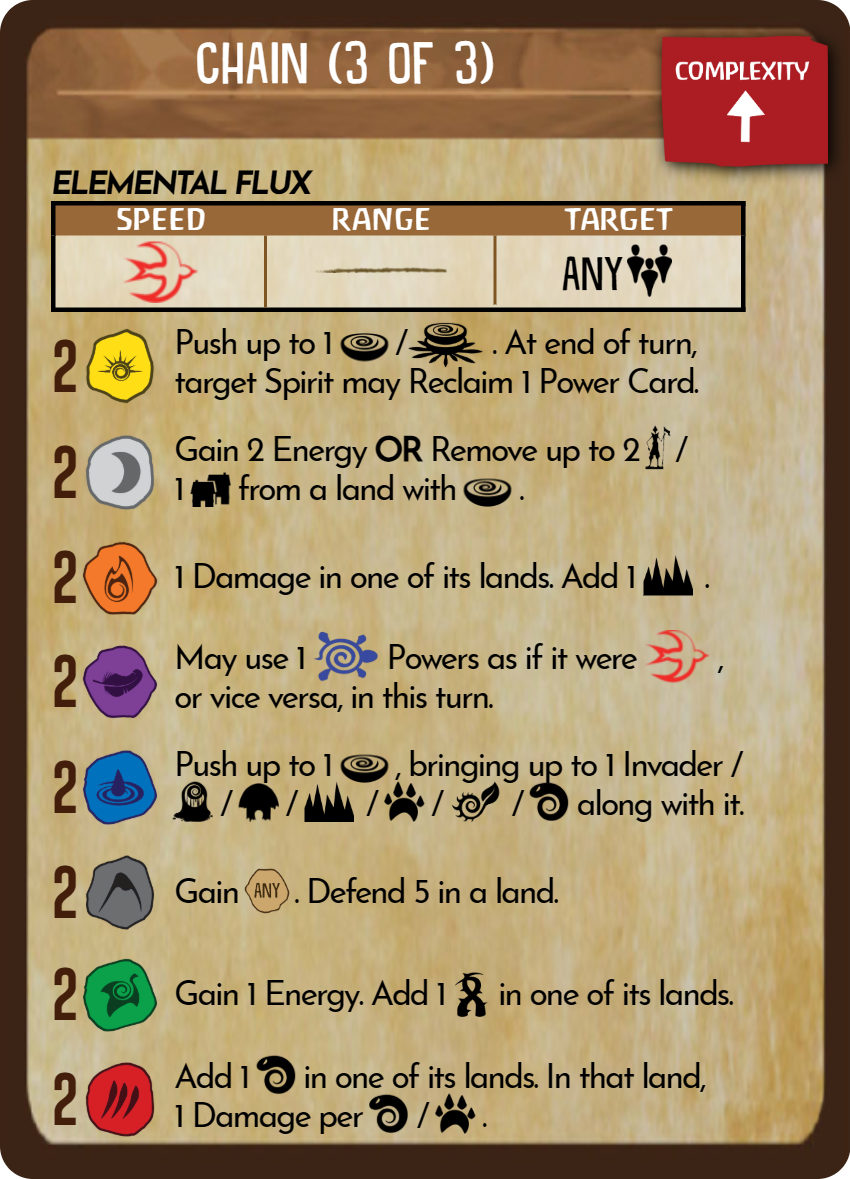 CHAIN (3 OF 3)
COMPLEXITY
ELEMENTAL FLUX
SPEED RANGE TARGET
ANY
2 Push up to 1 / . At end of turn,
target Spirit may Reclaim 1 Power Card.
2 Gain 2 Energy OR Remove up to 2 /
1 from a land with .
2 1 Damage in one of its lands. Add 1 .
2 May use 1 Powers as if it were ,
or vice versa, in this turn.
2 Push up to 1 , bringing up to 1 Invader /
/ / / / / along with it.
2 Gain ANY . Defend 5 in a land.
2 Gain 1 Energy. Add 1 in one of its lands.
2 Add 1 in one of its lands. In that land,
1 Damage per / .